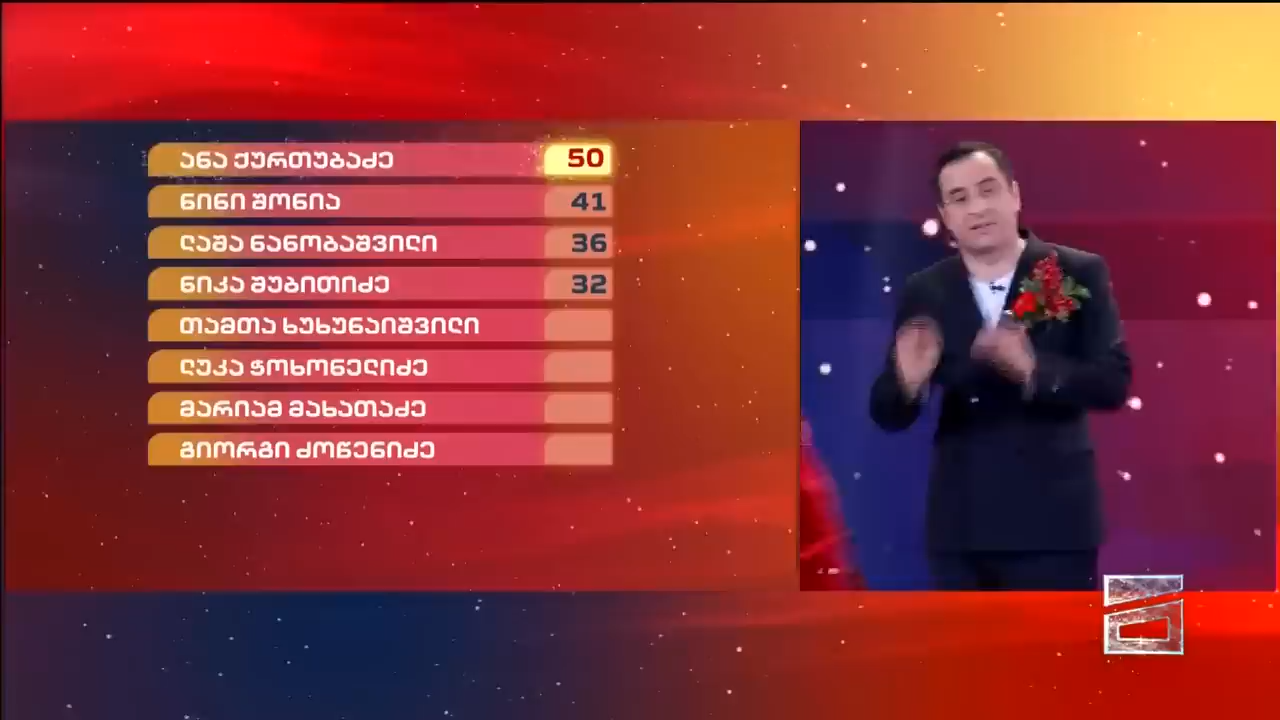 ანა ქურთუბაძე 50
ნინი შონია 41
ლაშა ნანობაშვილი 36
ნიკა შუბითიძე 32
თამთა ხუხუნაიშვილი
ლუკა ჭოხონელიძე
მარიამ მახათაძე
გიორგი ძოწენიძე